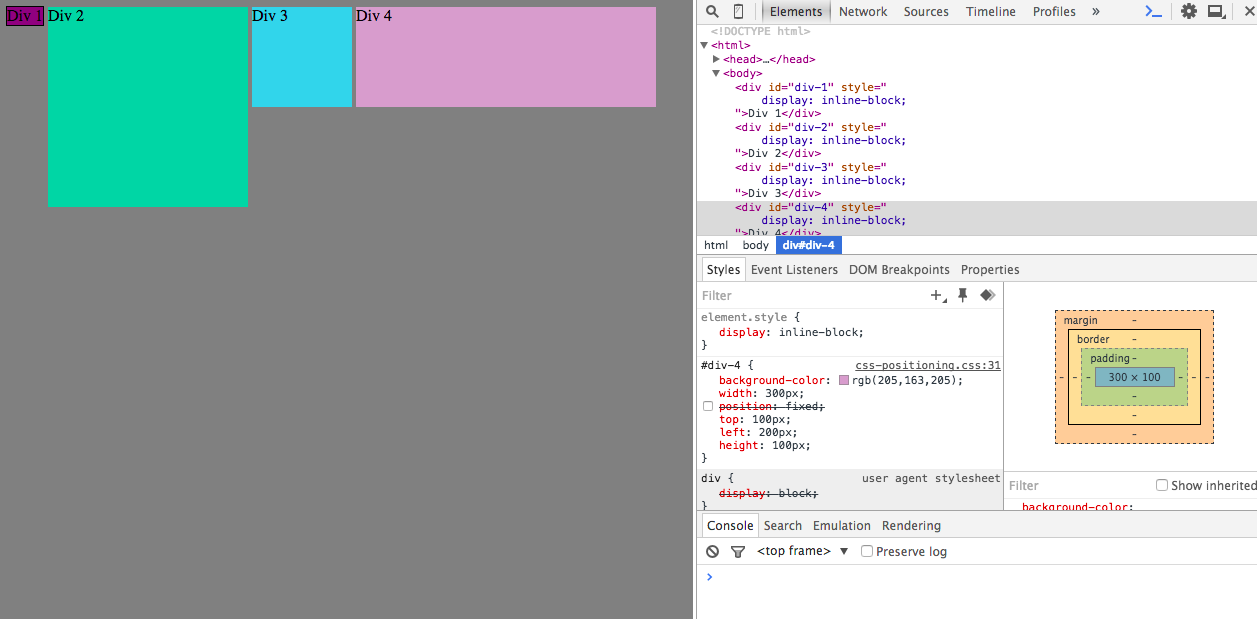 Div 1 Div 2 Div 3 Div 4
Elements Network Sources Timeline Profiles »
<!DOCTYPE html>
▼<html>
▶<head>…</head>
▼<body>
<div id="div-1" style="
display: inline-block;
">Div 1</div>
<div id="div-2" style="
display: inline-block;
">Div 2</div>
<div id="div-3" style="
display: inline-block;
">Div 3</div>
<div id="div-4" style="
display: inline-block;
">Div 4</div>
html body div#div-4
Styles Event Listeners DOM Breakpoints Properties
Filter
element.style {
display: inline-block;
}
#div-4 { css-positioning.css:31
background-color: rgb(205,163,205);
width: 300px;
position: fixed;
top: 100px;
left: 200px;
height: 100px;
}
div { user agent stylesheet
display: block;
}
margin -
border -
padding -
- - - 300 × 100 - - -
-
-
-
Filter Show inherited
background-color:
Console Search Emulation Rendering
<top frame> ▼ Preserve log
>